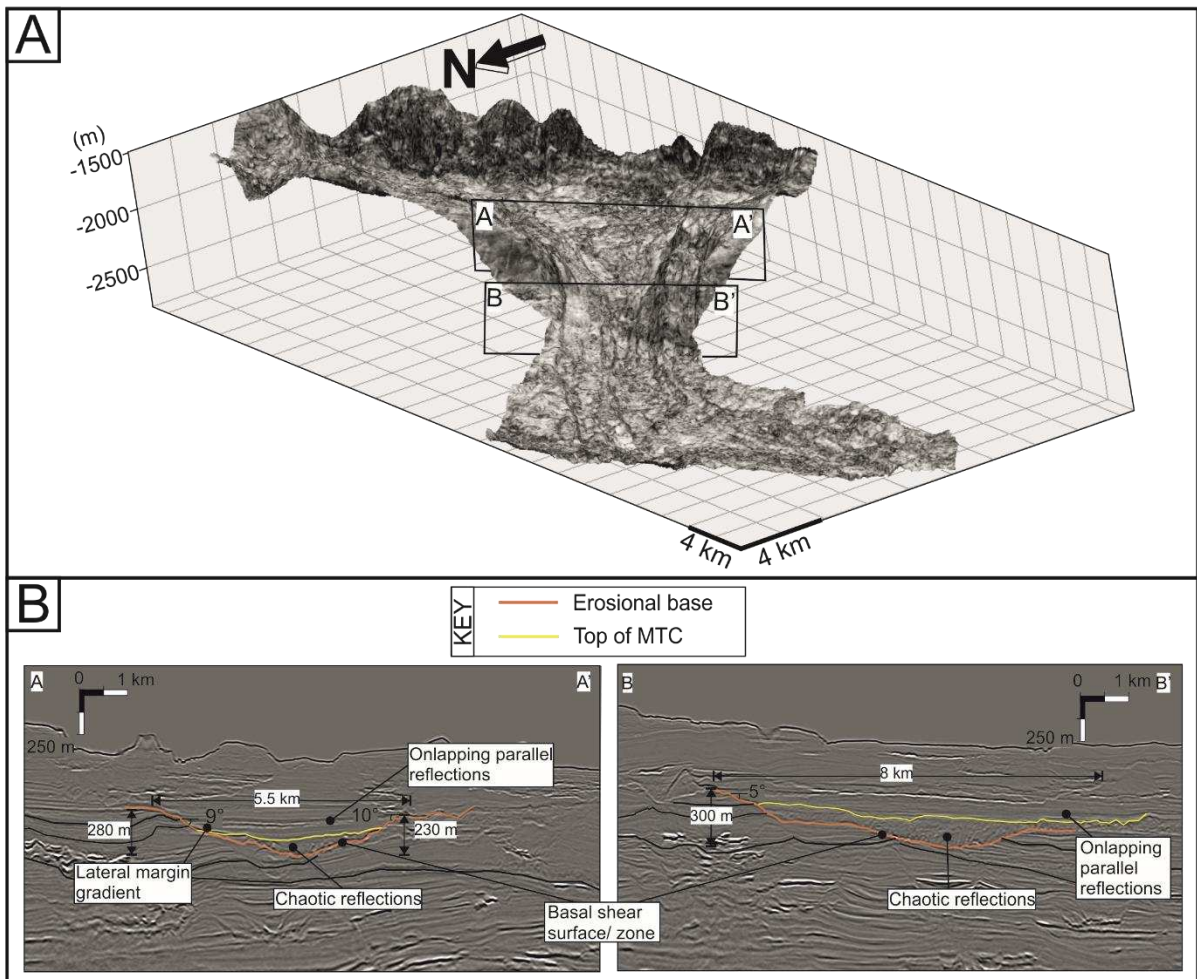 A
N
(m)
-1500
-2000
-2500
A
A'
B
B'
4 km
4 km
B
KEY
Erosional base
Top of MTC
A
0 1 km
A'
250 m
Onlapping parallel
reflections
5.5 km
9°
10°
280 m
230 m
Lateral margin
gradient
Chaotic reflections
Basal shear
surface/ zone
B
0 1 km
B'
250 m
8 km
5°
300 m
Onlapping
parallel
reflections
Chaotic reflections